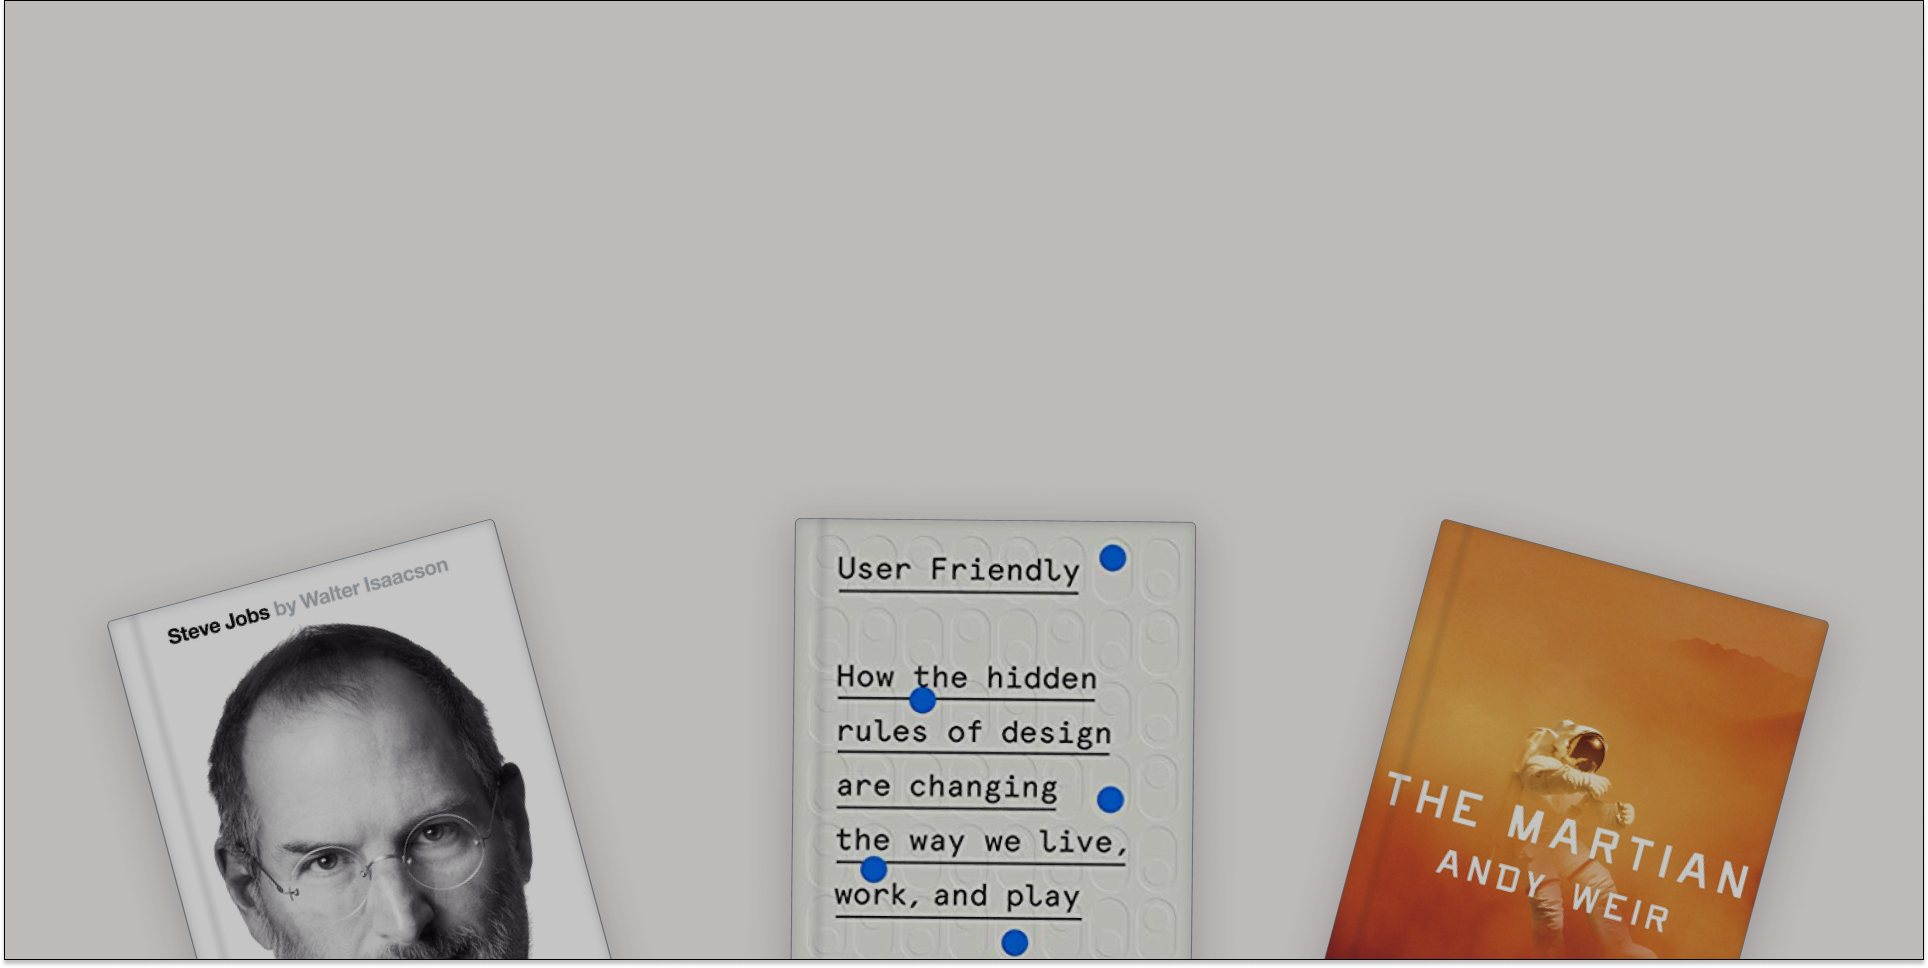 Steve Jobs by Walter Isaacson
User Friendly
How the hidden
rules of design
are changing
the way we live,
work, and play
THE MARTIAN
ANDY WEIR